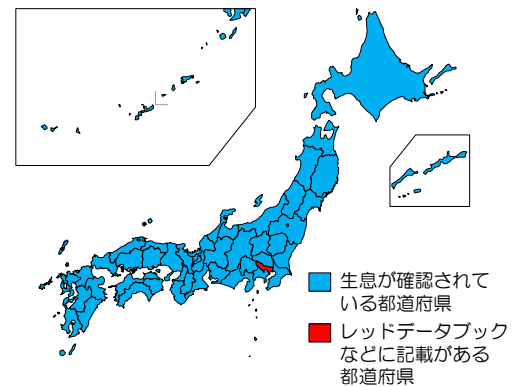 生息が確認されて
いる都道府県
レッドデータブック
などに記載がある
都道府県